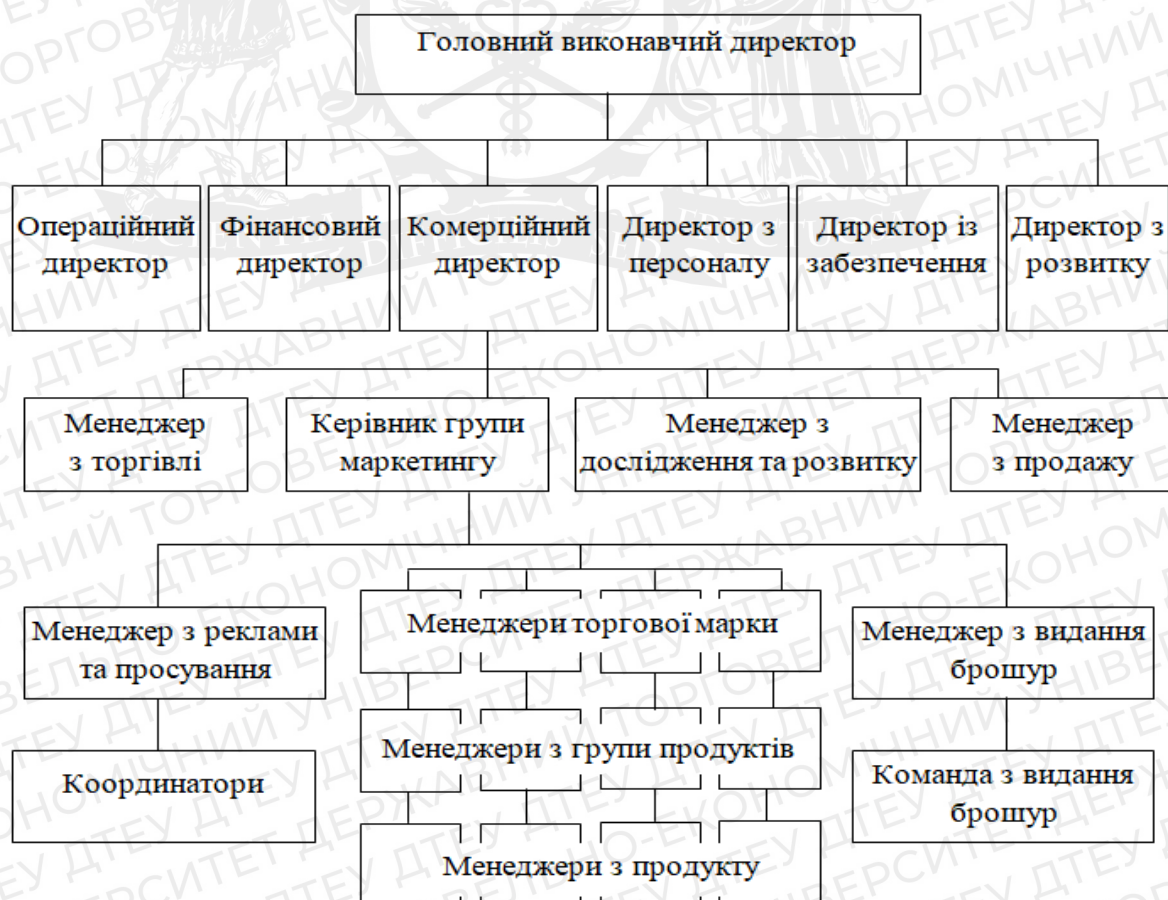 Головний виконавчий директор
Операційний
директор
Фінансовий
директор
Комерційний
директор
Директор з
персоналу
Директор із
забезпечення
Директор з
розвитку
Менеджер
з торгівлі
Керівник групи
маркетингу
Менеджер з
дослідження та розвитку
Менеджер
з продажу
Менеджер з реклами
та просування
Менеджери торгової марки
Менеджер з видання
брошур
Координатори
Менеджери з групи продуктів
Команда з видання
брошур
Менеджери з продукту